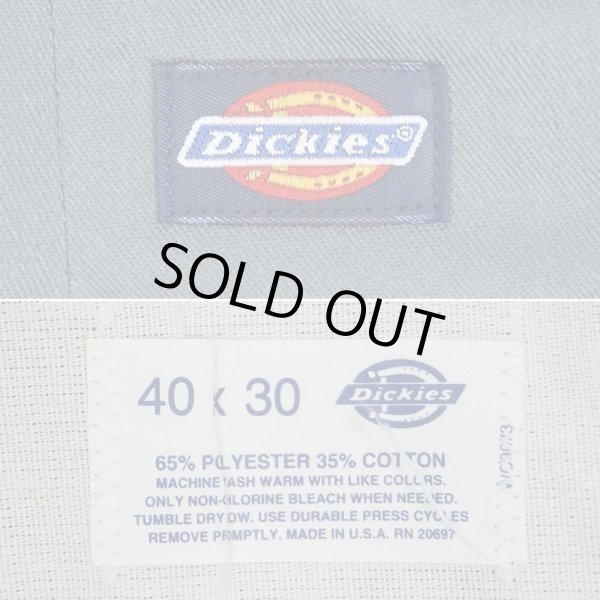 Dickies®
SOLD OUT
40 x 30
Dickies
65% POLYESTER 35% COTTON
MACHINE WASH WARM WITH LIKE COLORS.
ONLY NON-CHLORINE BLEACH WHEN NEEDED.
TUMBLE DRY LOW. USE DURABLE PRESS CYCLES
REMOVE PROMPTLY. MADE IN U.S.A. RN 20697